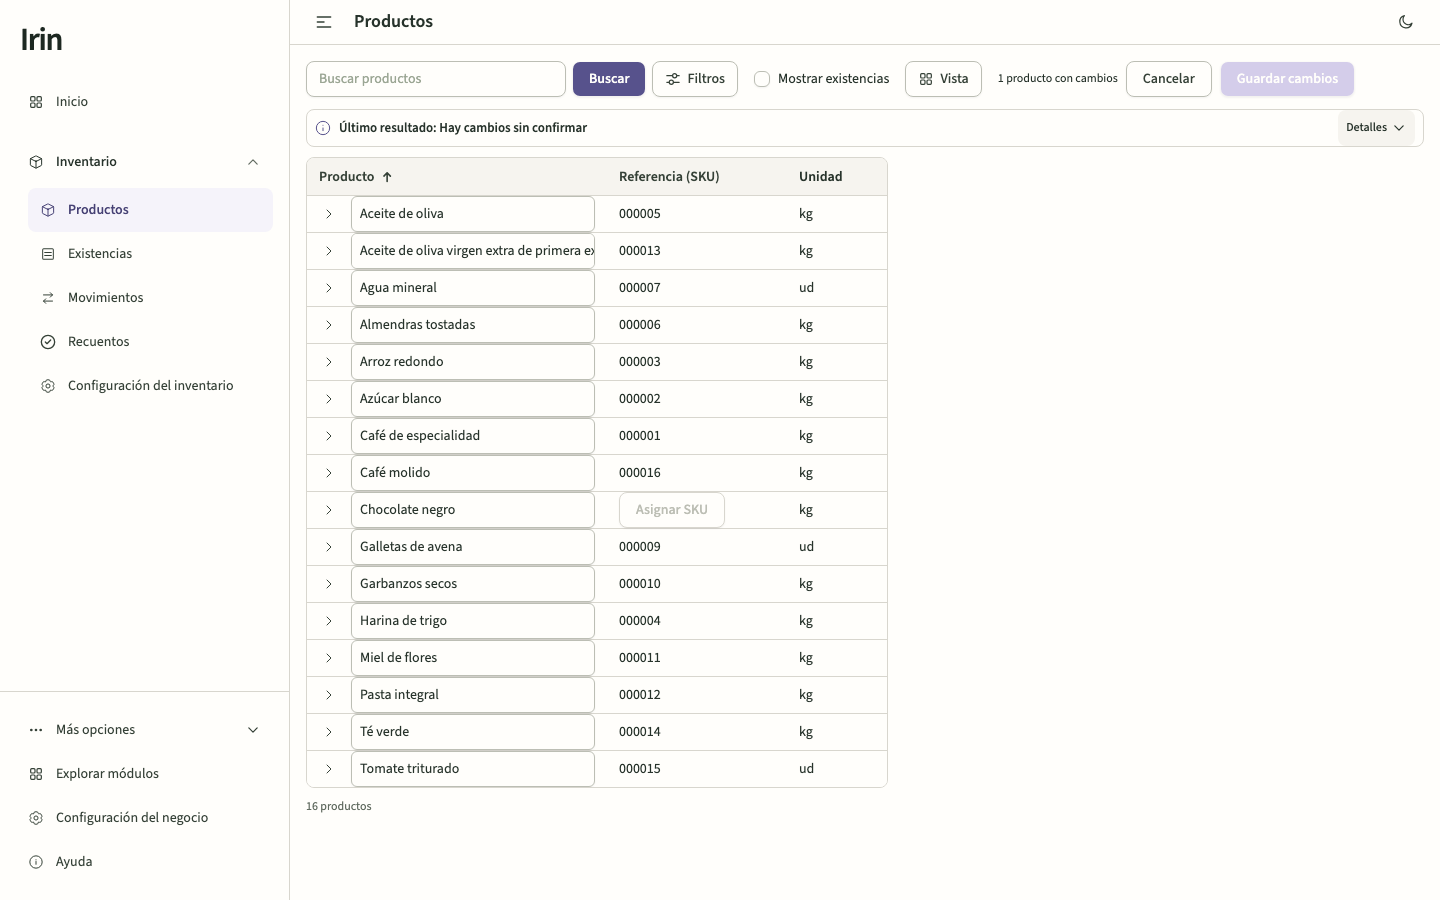 Irin
Inicio
Inventario
Productos
Existencias
Movimientos
Recuentos
Configuración del inventario
Más opciones
Explorar módulos
Configuración del negocio
Ayuda
Productos
Buscar productos
Buscar
Filtros
Mostrar existencias
Vista
1 producto con cambios
Cancelar
Guardar cambios
Último resultado: Hay cambios sin confirmar
Detalles
Producto Referencia (SKU) Unidad
Aceite de oliva 000005 kg
Aceite de oliva virgen extra de primera 000013 kg
Agua mineral 000007 ud
Almendras tostadas 000006 kg
Arroz redondo 000003 kg
Azúcar blanco 000002 kg
Café de especialidad 000001 kg
Café molido 000016 kg
Chocolate negro Asignar SKU kg
Galletas de avena 000009 ud
Garbanzos secos 000010 kg
Harina de trigo 000004 kg
Miel de flores 000011 kg
Pasta integral 000012 kg
Té verde 000014 kg
Tomate triturado 000015 ud
16 productos